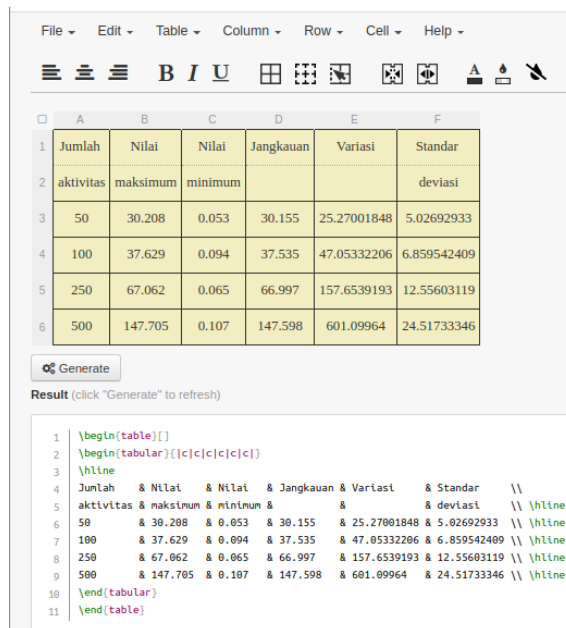 File Edit Table Column Row Cell Help
B I U A
A B C D E F
1 Jumlah Nilai Nilai Jangkauan Variasi Standar
2 aktivitas maksimum minimum deviasi
3 50 30.208 0.053 30.155 25.27001848 5.02692933
4 100 37.629 0.094 37.535 47.05332206 6.859542409
5 250 67.062 0.065 66.997 157.6539193 12.55603119
6 500 147.705 0.107 147.598 601.09964 24.51733346
Generate
Result (click "Generate" to refresh)
1 \begin{table}[]
2 \begin{tabular}{|c|c|c|c|c|c|}
3 \hline
4 Jumlah & Nilai & Nilai & Jangkauan & Variasi & Standar \\
5 aktivitas & maksimum & minimum & & & deviasi \\ \hline
6 50 & 30.208 & 0.053 & 30.155 & 25.27001848 & 5.02692933 \\ \hline
7 100 & 37.629 & 0.094 & 37.535 & 47.05332206 & 6.859542409 \\ \hline
8 250 & 67.062 & 0.065 & 66.997 & 157.6539193 & 12.55603119 \\ \hline
9 500 & 147.705 & 0.107 & 147.598 & 601.09964 & 24.51733346 \\ \hline
10 \end{tabular}
11 \end{table}